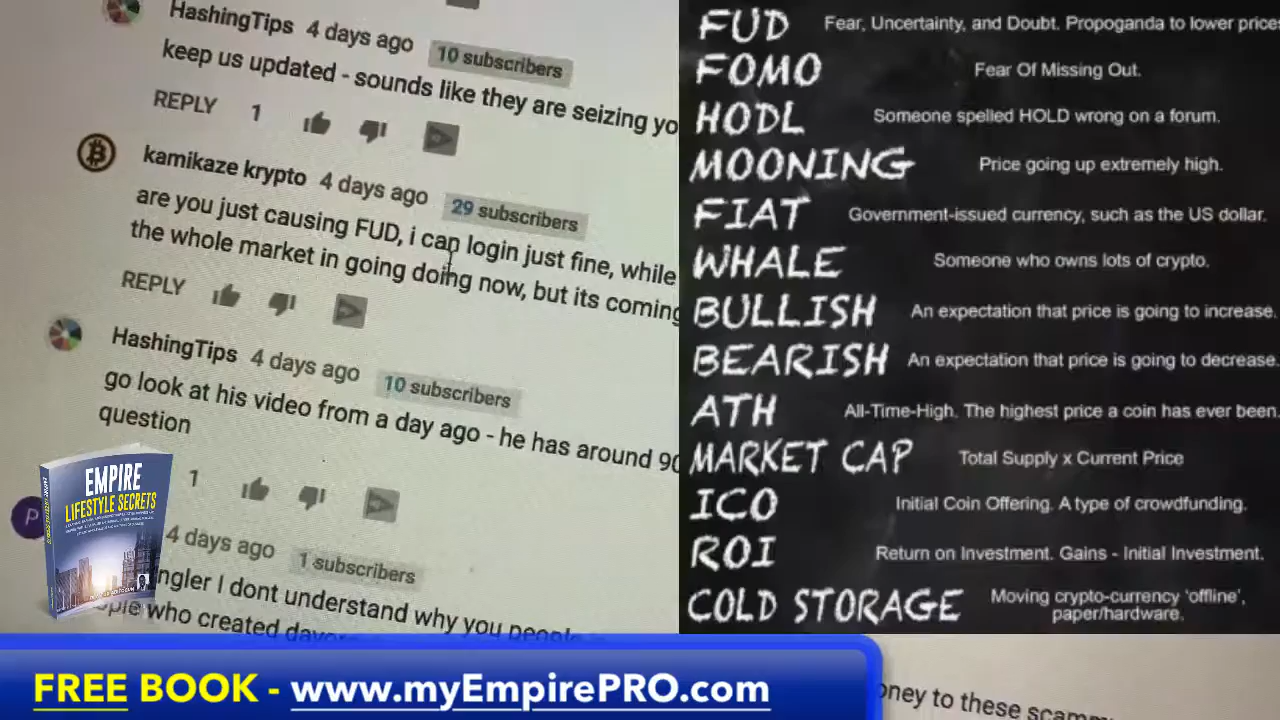 HashingTips 4 days ago 10 subscribers
keep us updated - sounds like they are seizing yo
REPLY 1
kamikaze krypto 4 days ago 29 subscribers
are you just causing FUD, i can login just fine, while
the whole market in going doing now, but its coming
REPLY
HashingTips 4 days ago 10 subscribers
go look at his video from a day ago - he has around 90
question
1
P
4 days ago 1 subscribers
ngler I dont understand why you people
ple who created
EMPIRE
LIFESTYLE SECRETS
FUD Fear, Uncertainty, and Doubt. Propoganda to lower price
FOMO Fear Of Missing Out.
HODL Someone spelled HOLD wrong on a forum.
MOONING Price going up extremely high.
FIAT Government-issued currency, such as the US dollar.
WHALE Someone who owns lots of crypto.
BULLISH An expectation that price is going to increase.
BEARISH An expectation that price is going to decrease.
ATH All-Time-High. The highest price a coin has ever been.
MARKET CAP Total Supply x Current Price
ICO Initial Coin Offering. A type of crowdfunding.
ROI Return on Investment. Gains - Initial Investment.
COLD STORAGE Moving crypto-currency 'offline',
paper/hardware.
FREE BOOK - www.myEmpirePRO.com
oney to these scammy